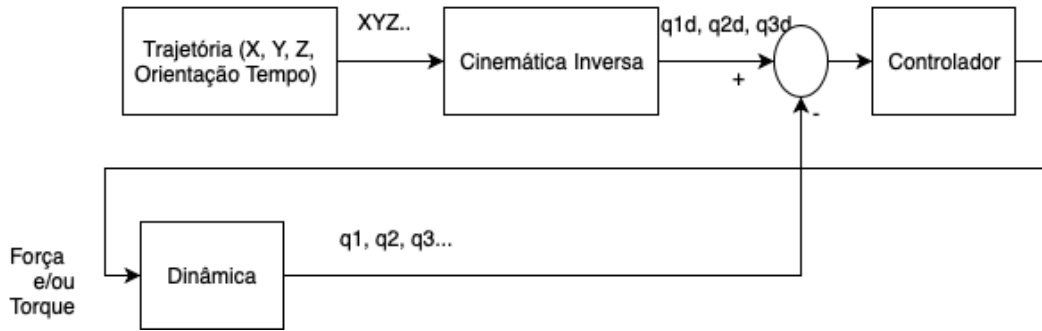 XYZ..
q1d, q2d, q3d
Trajetória (X, Y, Z,
Orientação Tempo)
Cinemática Inversa
Controlador
+
-
q1, q2, q3...
Força
e/ou
Torque
Dinâmica